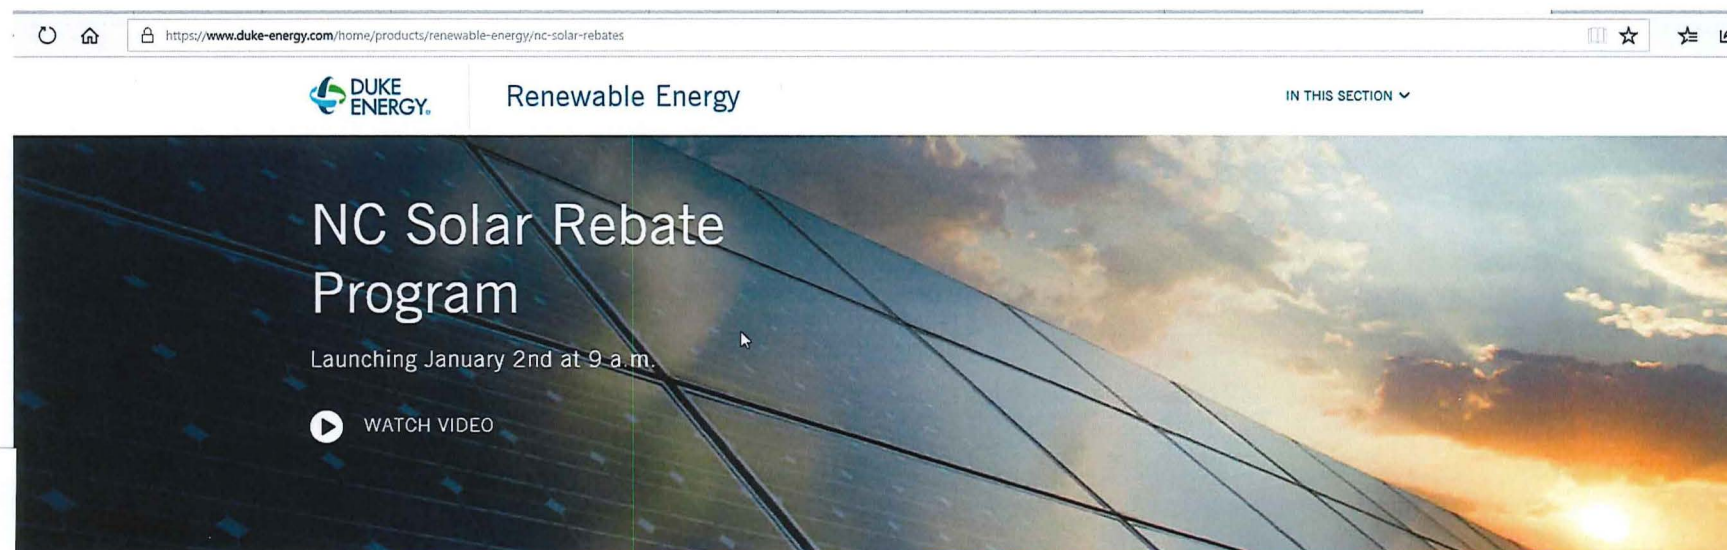 https://www.duke-energy.com/home/products/renewable-energy/nc-solar-rebates
DUKE
ENERGY®
Renewable Energy
IN THIS SECTION
NC Solar Rebate
Program
Launching January 2nd at 9 a.m.
WATCH VIDEO